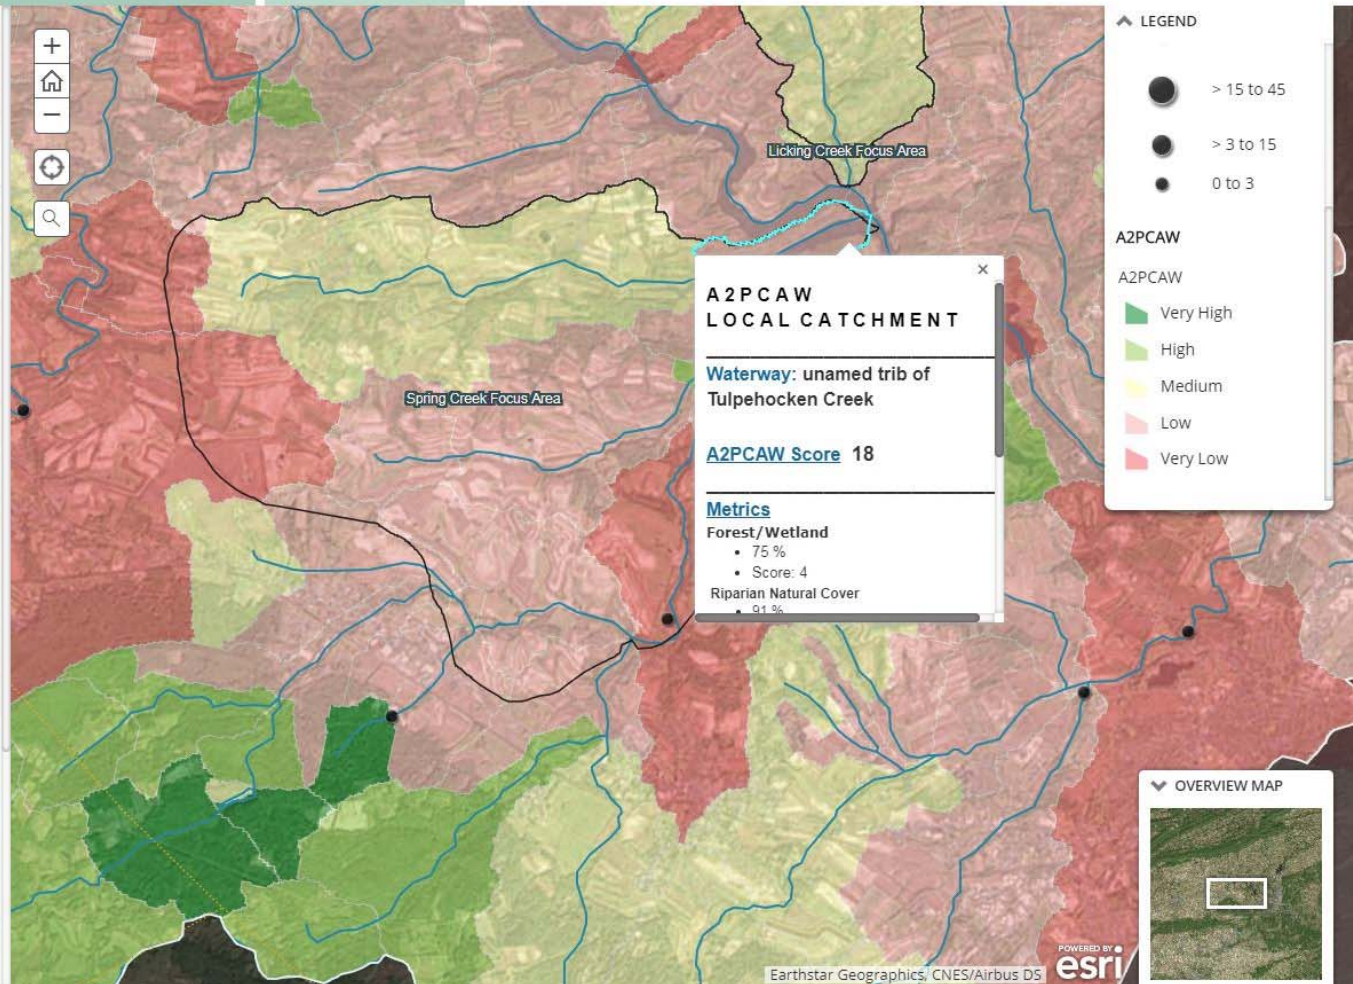 Licking Creek Focus Area
Spring Creek Focus Area
A2PCAW
LOCAL CATCHMENT
Waterway: unamed trib of
Tulpehocken Creek
A2PCAW Score 18
Metrics
Forest/Wetland
75 %
Score: 4
Riparian Natural Cover
91 %
LEGEND
> 15 to 45
> 3 to 15
0 to 3
A2PCAW
A2PCAW
Very High
High
Medium
Low
Very Low
OVERVIEW MAP
Earthstar Geographics, CNES/Airbus DS
POWERED BY
esri